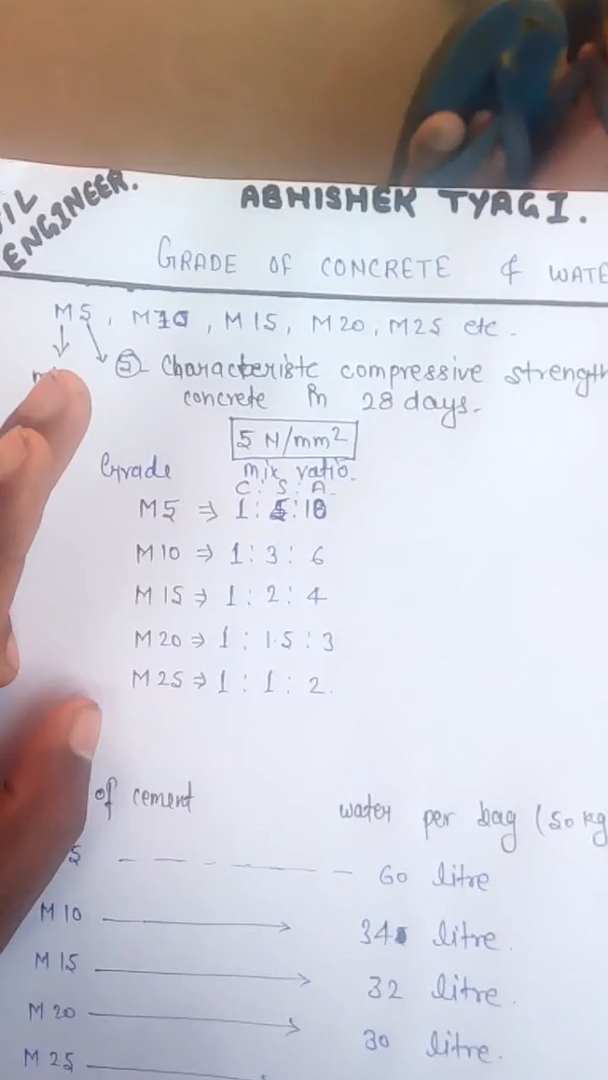 ENGINEER.
ABHISHEK TYAGI.
GRADE OF CONCRETE & WATE
M5, M10, M15, M20, M25 etc.
5 Characteriste compressive strength
concrete in 28 days.
5 N/mm2
Grade mix ratio.
C : S : A.
M5 ⇒ 1 : 5 : 10
M10 ⇒ 1 : 3 : 6
M15 ⇒ 1 : 2 : 4
M20 ⇒ 1 : 1.5 : 3
M25 ⇒ 1 : 1 : 2.
of cement water per bag (50 kg
5 60 litre
M10 34 litre.
M15 32 litre.
M20 30 litre.
M25